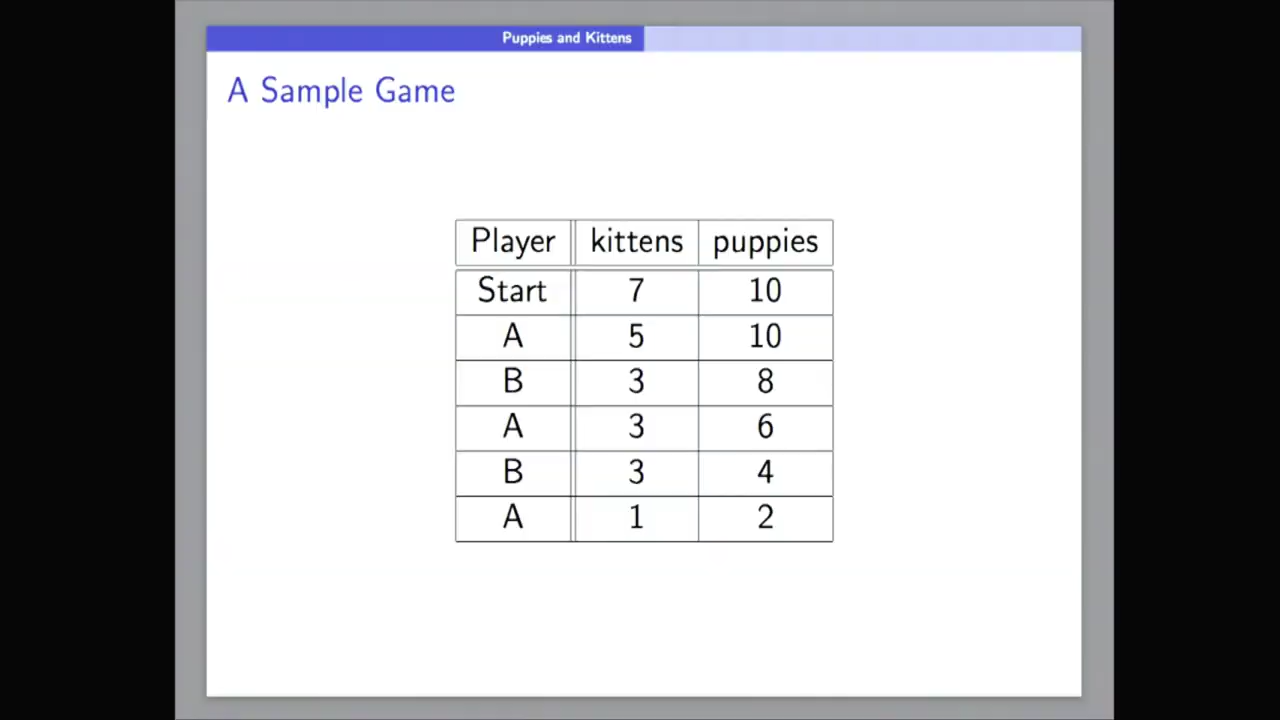 Puppies and Kittens
A Sample Game
Player kittens puppies
Start 7 10
A 5 10
B 3 8
A 3 6
B 3 4
A 1 2